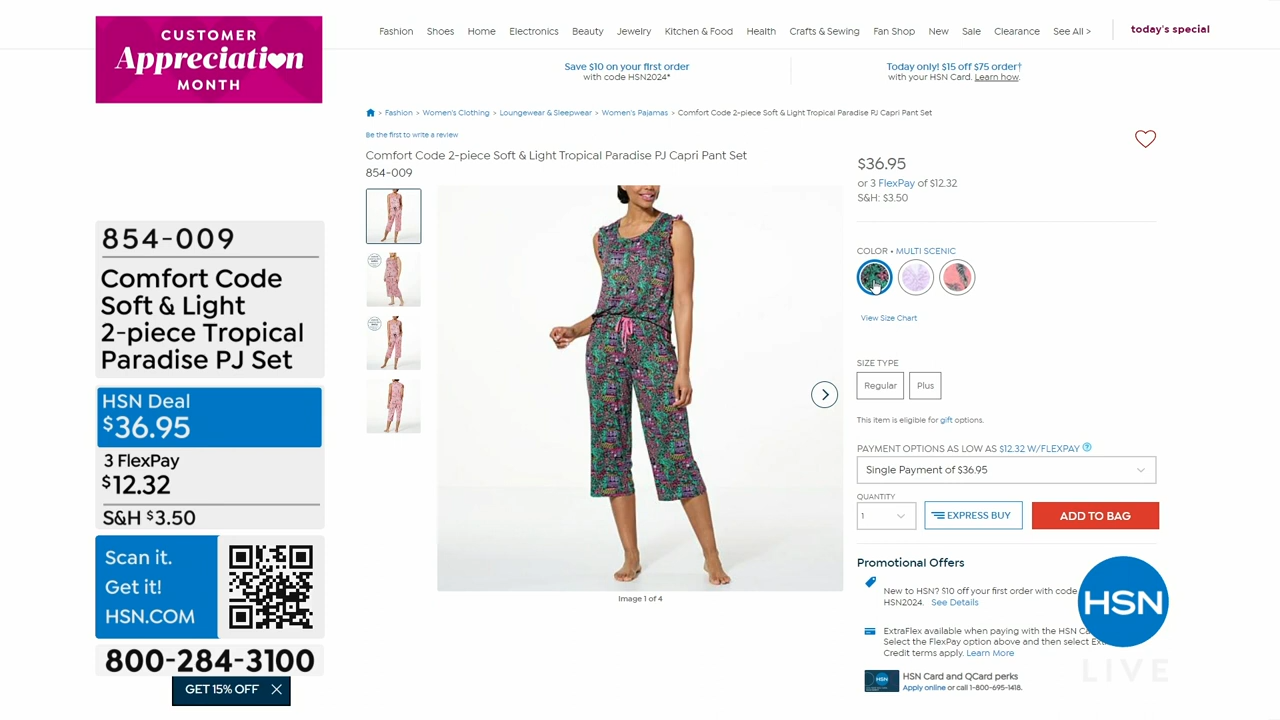 CUSTOMER
Appreciation
MONTH
Fashion Shoes Home Electronics Beauty Jewelry Kitchen & Food Health Crafts & Sewing Fan Shop New Sale Clearance See All > today's special
Save $10 on your first order
with code HSN2024*
Today only! $15 off $75 order†
with your HSN Card. Learn how.
> Fashion > Women's Clothing > Loungewear & Sleepwear > Women's Pajamas > Comfort Code 2-piece Soft & Light Tropical Paradise PJ Capri Pant Set
Be the first to write a review
Comfort Code 2-piece Soft & Light Tropical Paradise PJ Capri Pant Set
854-009
$36.95
or 3 FlexPay of $12.32
S&H: $3.50
COLOR • MULTI SCENIC
View Size Chart
SIZE TYPE
Regular Plus
This item is eligible for gift options.
PAYMENT OPTIONS AS LOW AS $12.32 W/FLEXPAY ?
Single Payment of $36.95
QUANTITY
1 EXPRESS BUY ADD TO BAG
Promotional Offers
New to HSN? $10 off your first order with code
HSN2024. See Details
ExtraFlex available when paying with the HSN Ca
Select the FlexPay option above and then select Ex
Credit terms apply. Learn More
HSN
HSN Card and QCard perks
Apply online or call 1-800-695-1418.
Image 1 of 4
854-009
Comfort Code
Soft & Light
2-piece Tropical
Paradise PJ Set
HSN Deal
$36.95
3 FlexPay
$12.32
S&H $3.50
Scan it.
Get it!
HSN.COM
800-284-3100
GET 15% OFF
HSN
LIVE